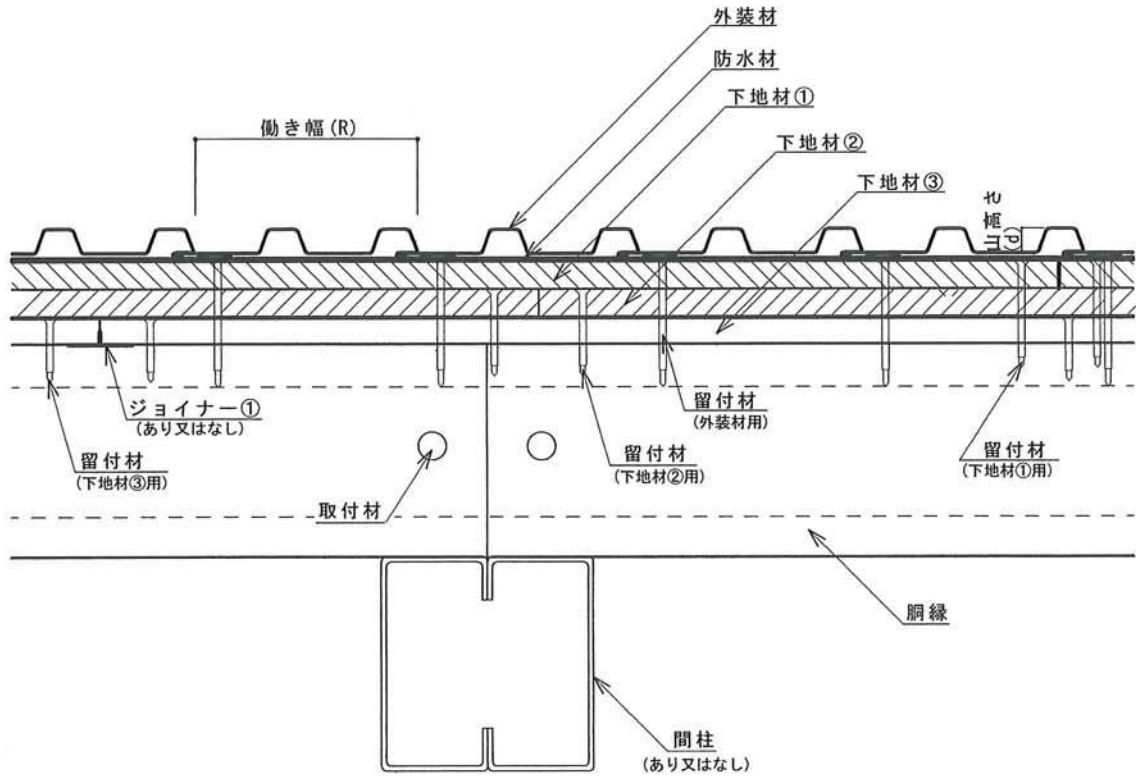 外装材
防水材
下地材①
働き幅(R)
下地材②
下地材③
山高さ
(P)
ジョイナー①
(あり又はなし)
留付材
(外装材用)
留付材
(下地材③用)
留付材
(下地材②用)
留付材
(下地材①用)
取付材
胴縁
間柱
(あり又はなし)